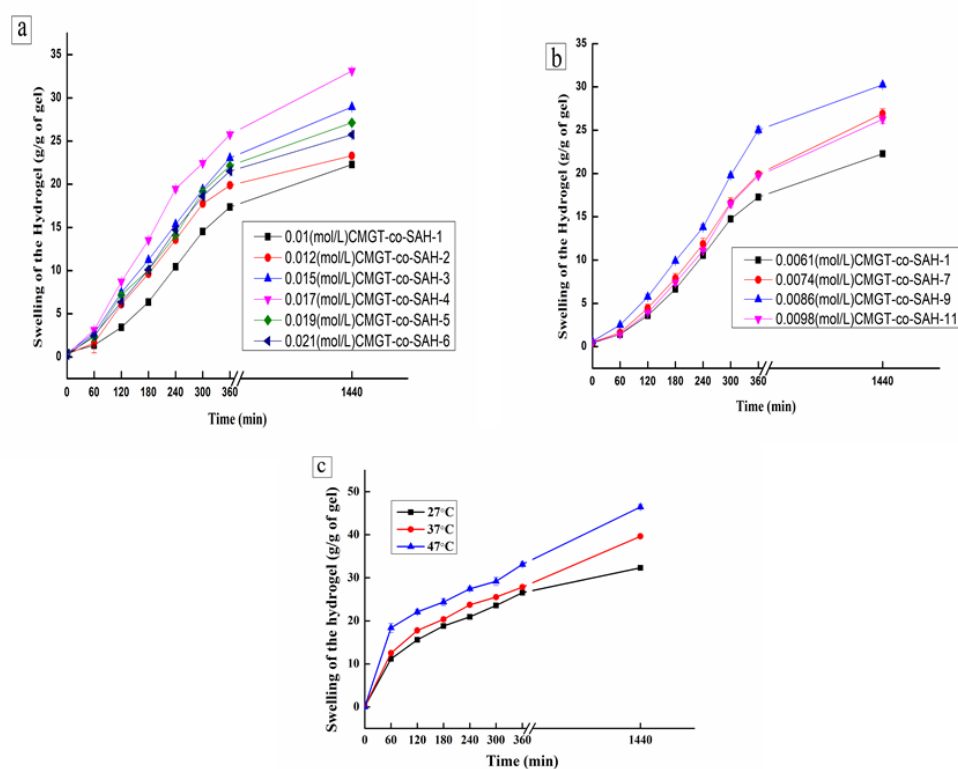 a
Swelling of the Hydrogel (g/g of gel)
35
30
25
20
15
10
5
0
0.01(mol/L)CMGT-co-SAH-1
0.012(mol/L)CMGT-co-SAH-2
0.015(mol/L)CMGT-co-SAH-3
0.017(mol/L)CMGT-co-SAH-4
0.019(mol/L)CMGT-co-SAH-5
0.021(mol/L)CMGT-co-SAH-6
0 60 120 180 240 300 360 1440
Time (min)
b
Swelling of the Hydrogel (g/g of gel)
35
30
25
20
15
10
5
0
0.0061(mol/L)CMGT-co-SAH-1
0.0074(mol/L)CMGT-co-SAH-7
0.0086(mol/L)CMGT-co-SAH-9
0.0098(mol/L)CMGT-co-SAH-11
0 60 120 180 240 300 360 1440
Time (min)
c
Swelling of the hydrogel (g/g of gel)
50
40
30
20
10
0
27°C
37°C
47°C
0 60 120 180 240 300 360 1440
Time (min)